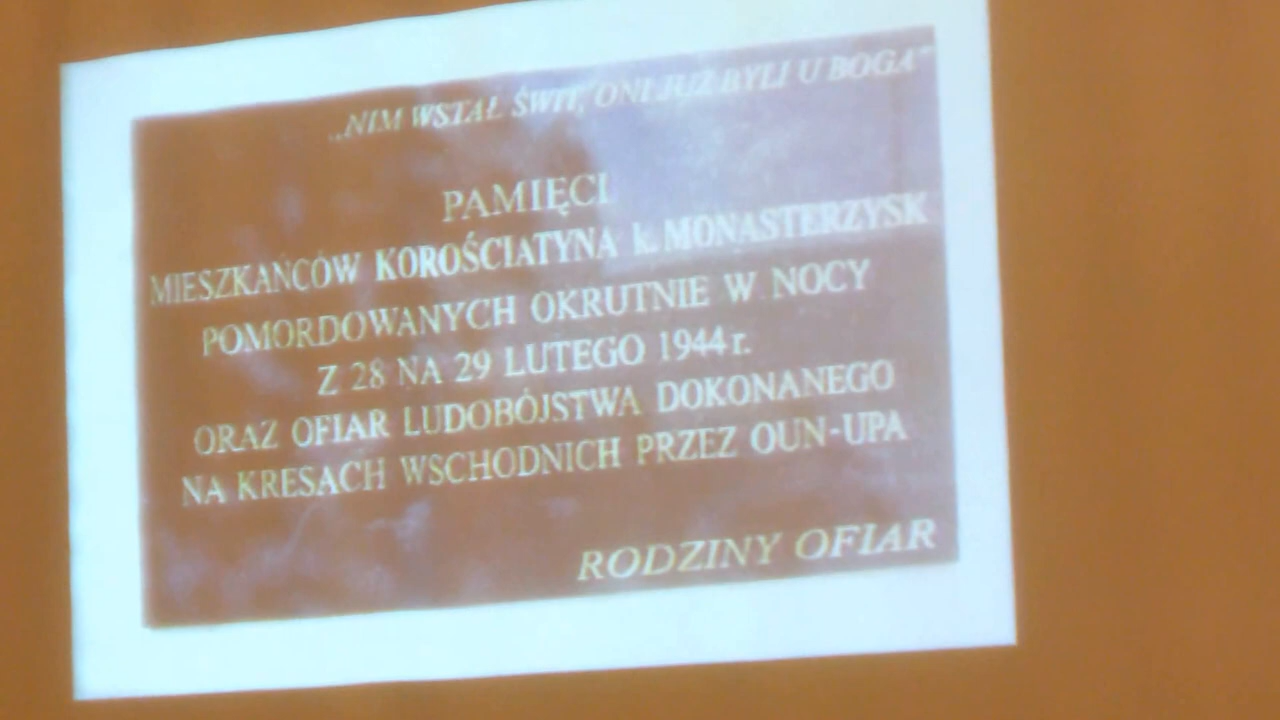 „NIM WSTAŁ ŚWIT, ONI JUŻ BYLI U BOGA"
PAMIĘCI
MIESZKAŃCÓW KOROŚCIATYNA k. MONASTERZYSK
POMORDOWANYCH OKRUTNIE W NOCY
Z 28 NA 29 LUTEGO 1944 r.
ORAZ OFIAR LUDOBÓJSTWA DOKONANEGO
NA KRESACH WSCHODNICH PRZEZ OUN-UPA
RODZINY OFIAR